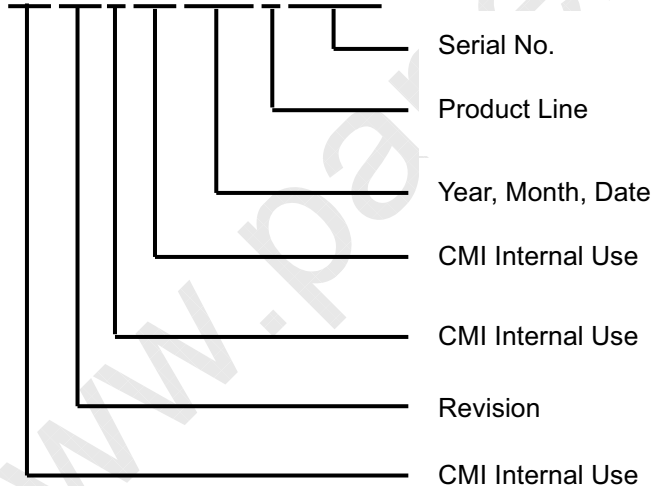 Serial No.
Product Line
Year, Month, Date
CMI Internal Use
CMI Internal Use
Revision
CMI Internal Use